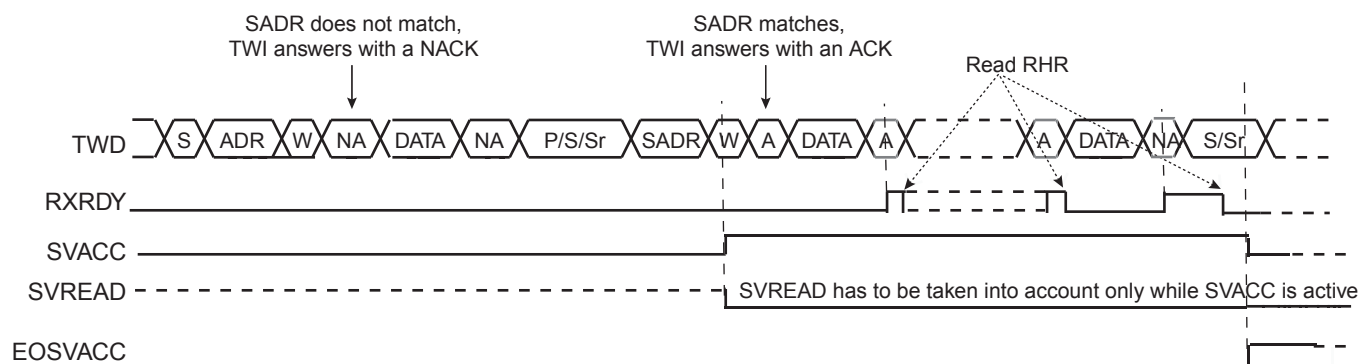 SADR does not match,
TWI answers with a NACK
SADR matches,
TWI answers with an ACK
Read RHR
TWD S ADR W NA DATA NA P/S/Sr SADR W A DATA A A DATA NA S/Sr
RXRDY
SVACC
SVREAD SVREAD has to be taken into account only while SVACC is active
EOSVACC